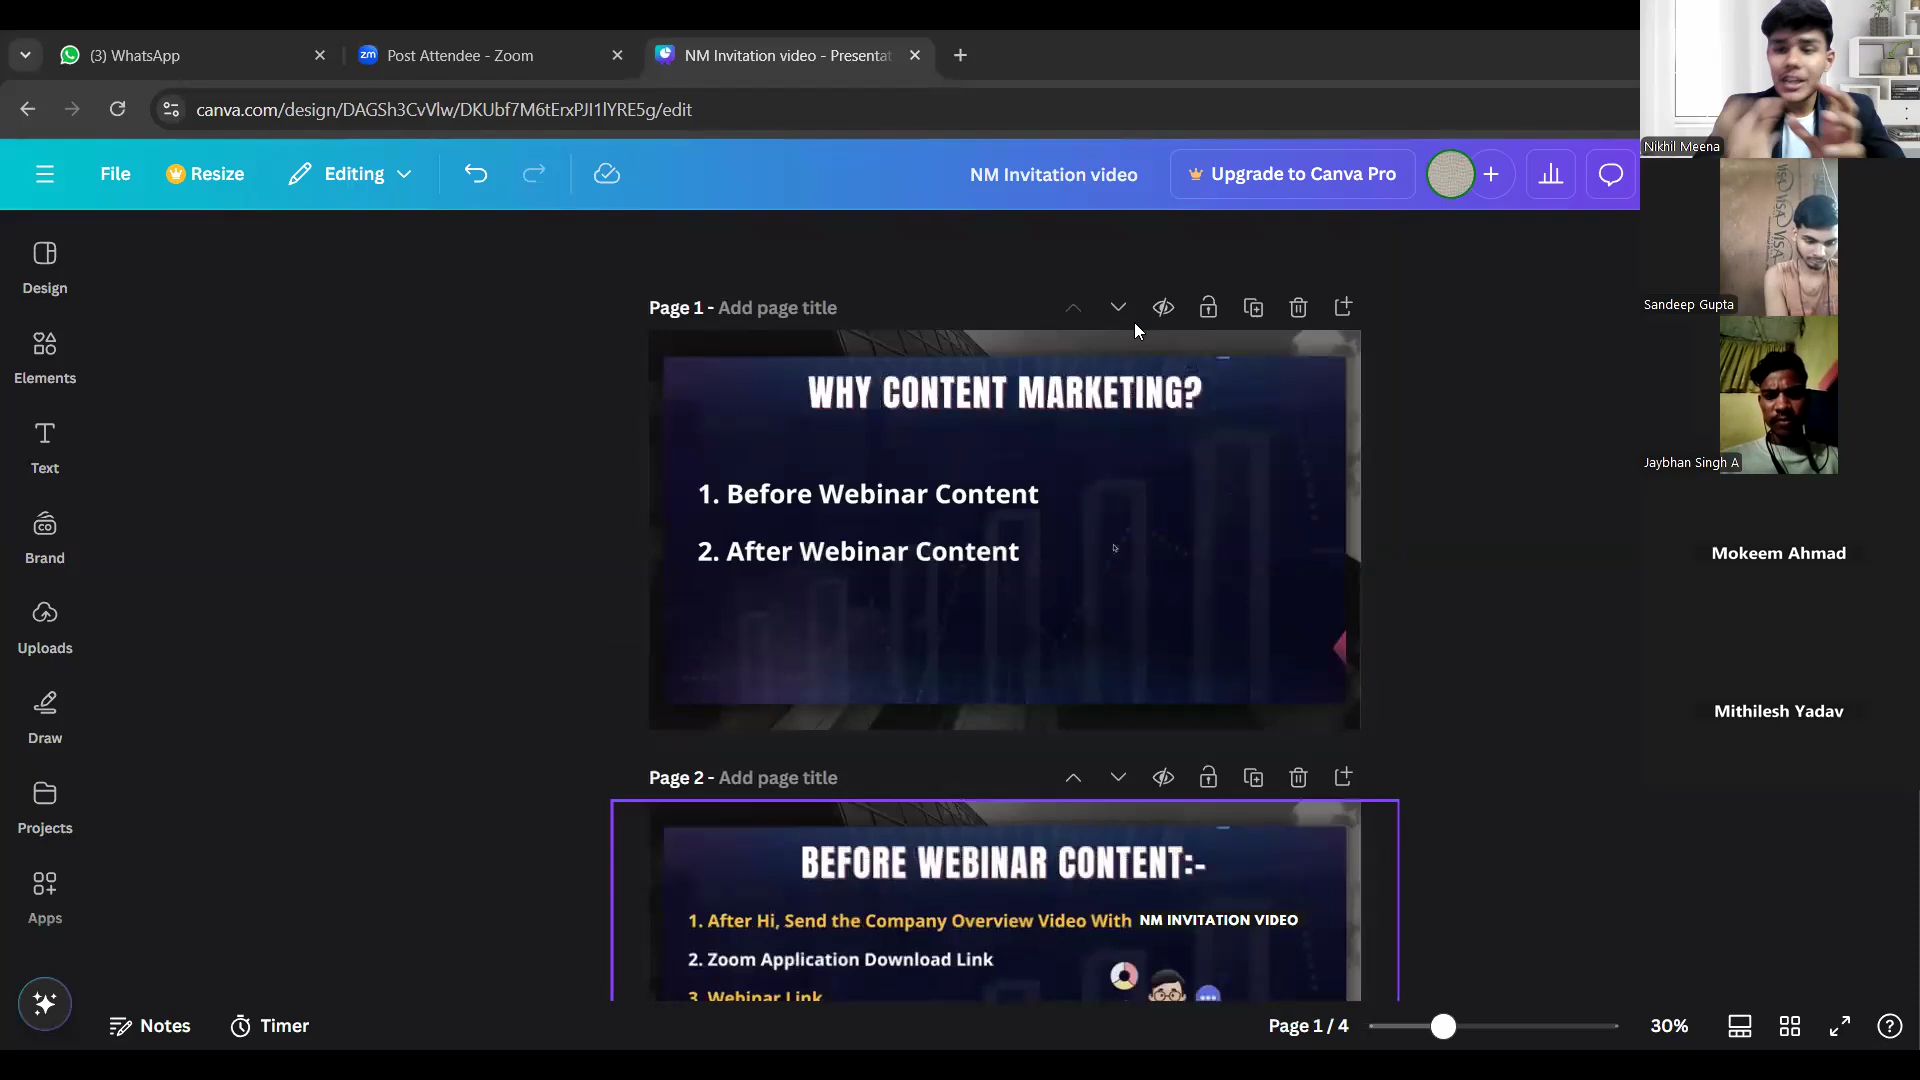 (3) WhatsApp
zm Post Attendee - Zoom
NM Invitation video - Presentat
canva.com/design/DAGSh3CvVlw/DKUbf7M6tErxPJI1lYRE5g/edit
File
Resize
Editing
NM Invitation video
Upgrade to Canva Pro
Nikhil Meena
Sandeep Gupta
Jaybhan Singh A
Mokeem Ahmad
Mithilesh Yadav
Design
Elements
Text
Brand
Uploads
Draw
Projects
Apps
Page 1 - Add page title
WHY CONTENT MARKETING?
1. Before Webinar Content
2. After Webinar Content
Page 2 - Add page title
BEFORE WEBINAR CONTENT:-
1. After Hi, Send the Company Overview Video With NM INVITATION VIDEO
2. Zoom Application Download Link
3. Webinar Link
Notes
Timer
Page 1 / 4
30%